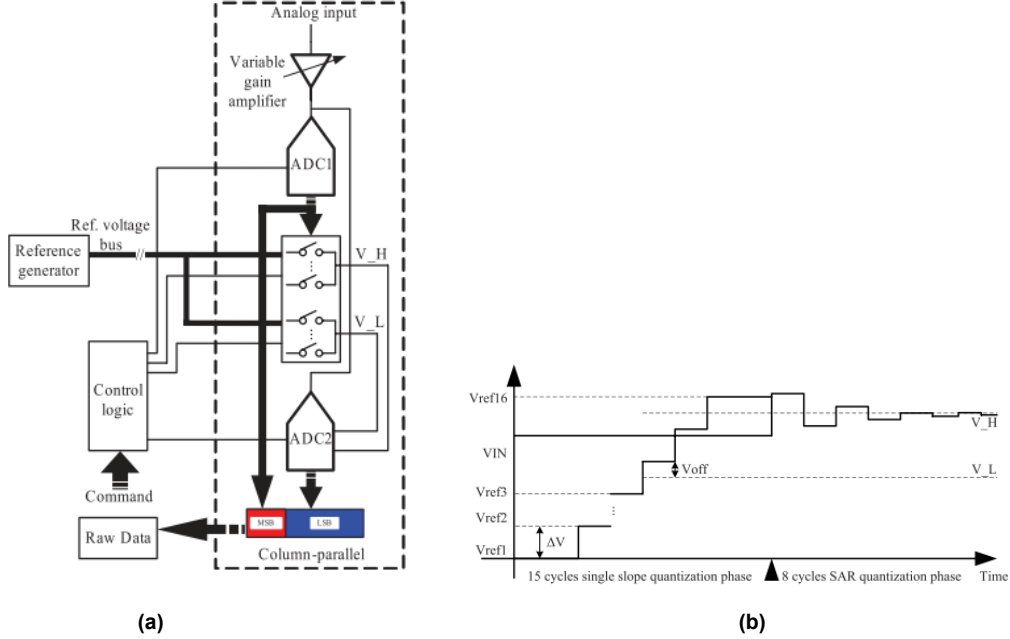 Analog input
Variable
gain
amplifier
ADC1
Ref. voltage
bus
Reference
generator
V_H
V_L
Control
logic
ADC2
Command
Raw Data
MSB
LSB
Column-parallel
(a)
Vref16
VIN
Vref3
Vref2
Vref1
ΔV
Voff
V_H
V_L
15 cycles single slope quantization phase
8 cycles SAR quantization phase
Time
(b)